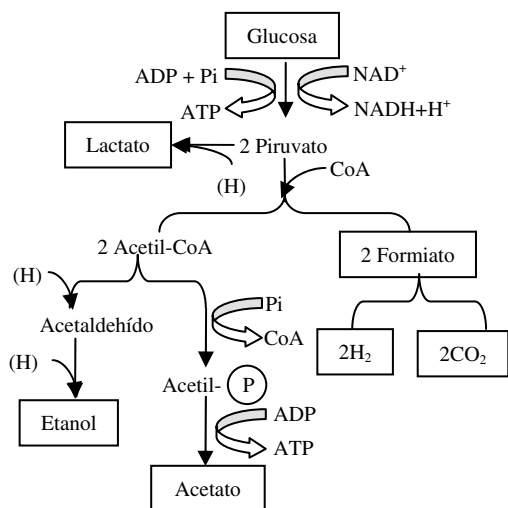 Glucosa
ADP + Pi
NAD⁺
ATP
NADH+H⁺
Lactato
2 Piruvato
(H)
CoA
2 Acetil-CoA
2 Formiato
(H)
Pi
Acetaldehído
CoA
2H₂
2CO₂
(H)
Acetil- P
ADP
Etanol
ATP
Acetato